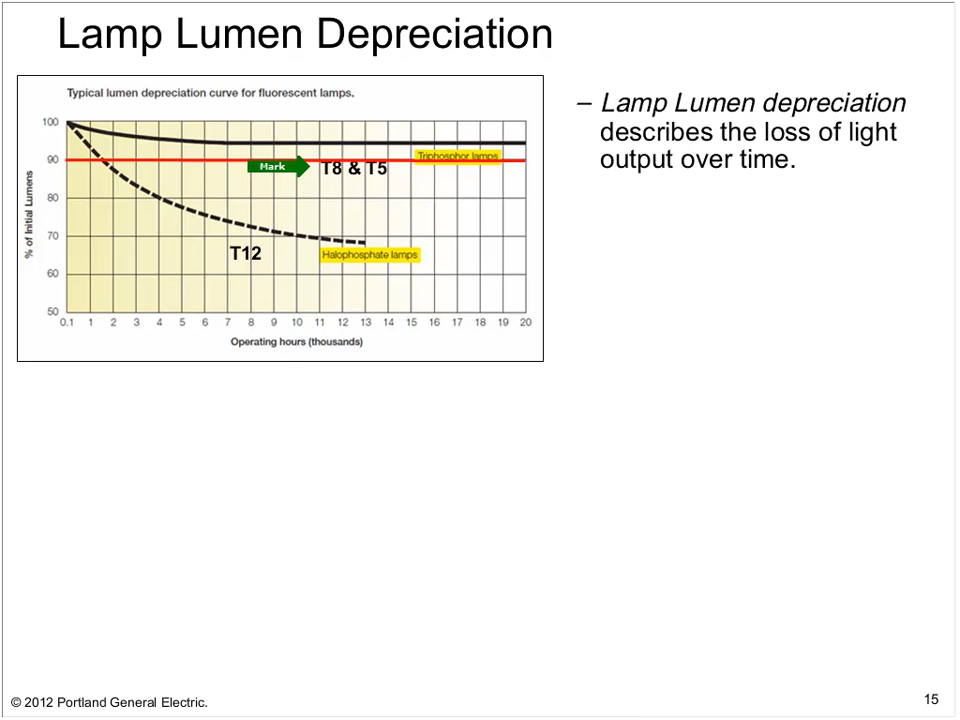 Lamp Lumen Depreciation
Typical lumen depreciation curve for fluorescent lamps.
% of Initial Lumens
100
90
80
70
60
50
Triphosphor lamps
Mark
T8 & T5
T12
Halophosphate lamps
0.1 1 2 3 4 5 6 7 8 9 10 11 12 13 14 15 16 17 18 19 20
Operating hours (thousands)
– Lamp Lumen depreciation
describes the loss of light
output over time.
© 2012 Portland General Electric.
15